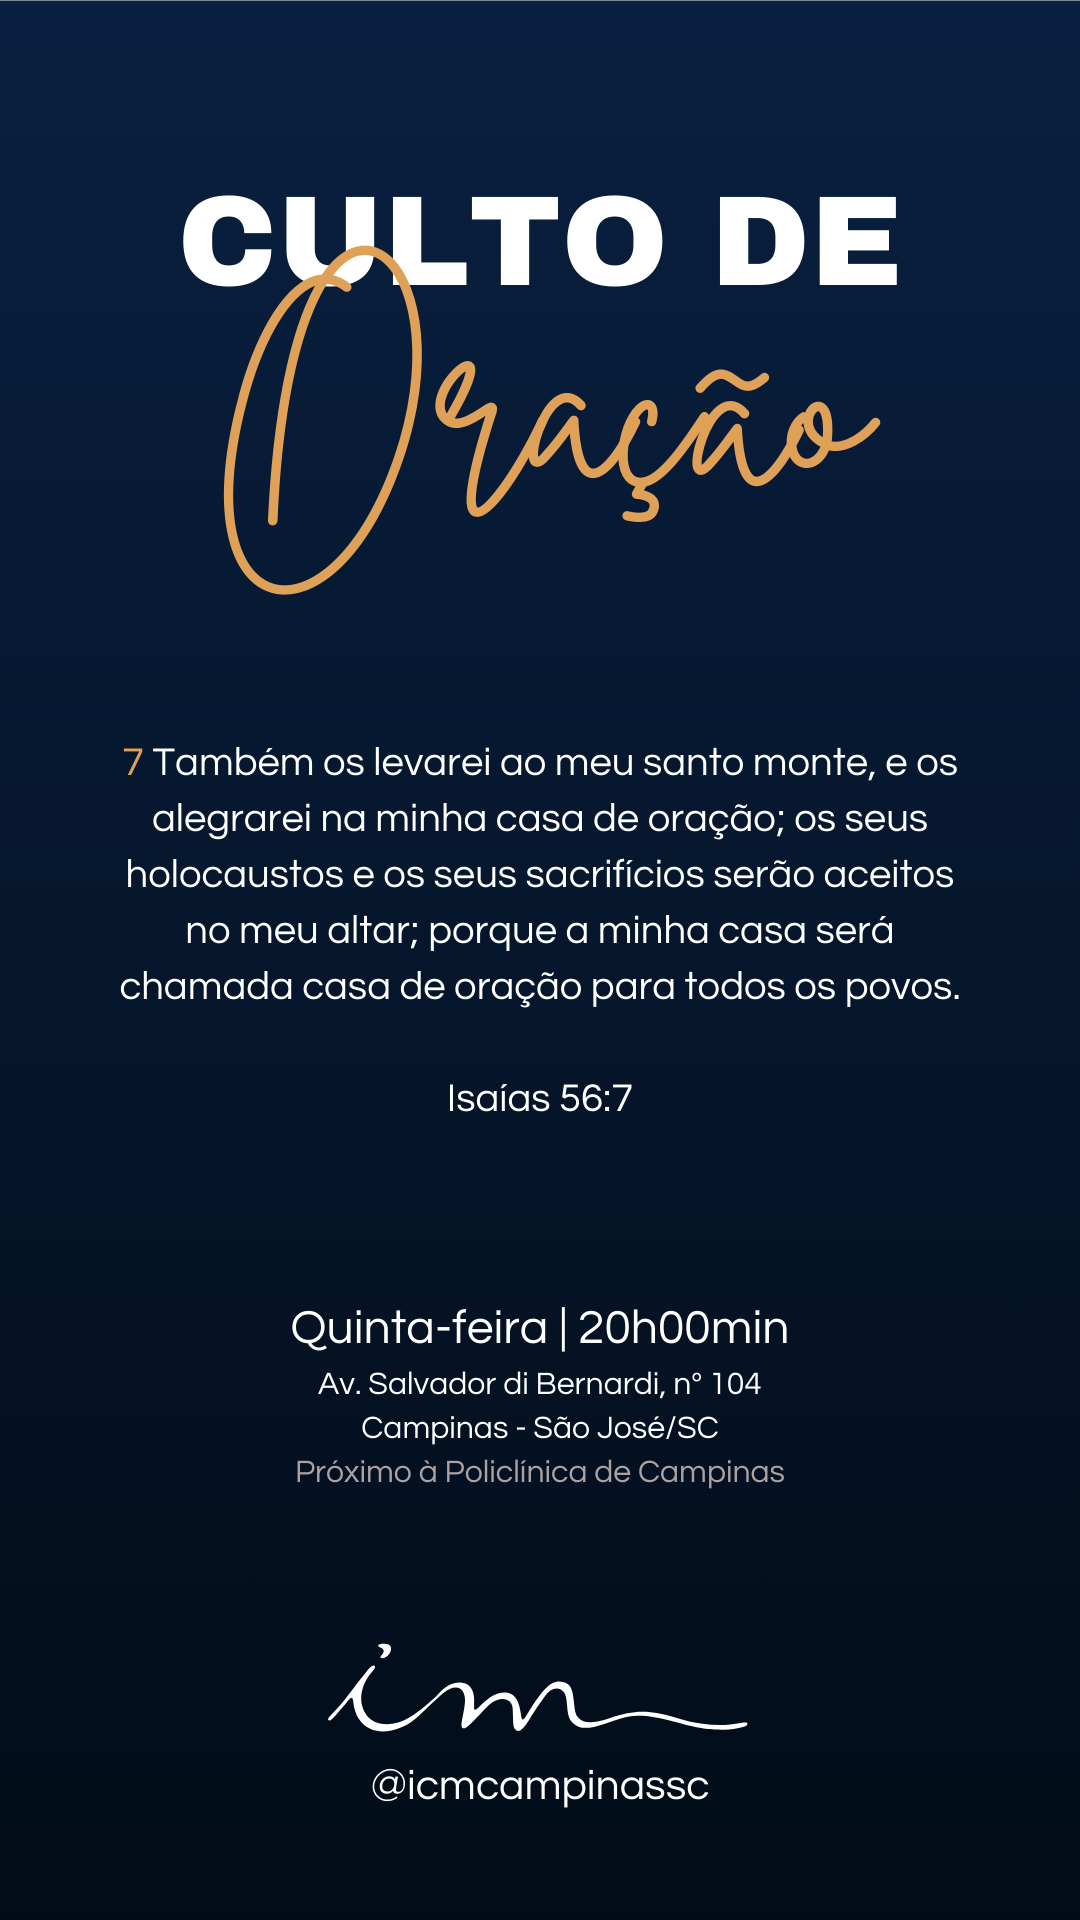 CULTO DE
Oração
7 Também os levarei ao meu santo monte, e os
alegrarei na minha casa de oração; os seus
holocaustos e os seus sacrifícios serão aceitos
no meu altar; porque a minha casa será
chamada casa de oração para todos os povos.
Isaías 56:7
Quinta-feira | 20h00min
Av. Salvador di Bernardi, nº 104
Campinas - São José/SC
Próximo à Policlínica de Campinas
im
@icmcampinassc